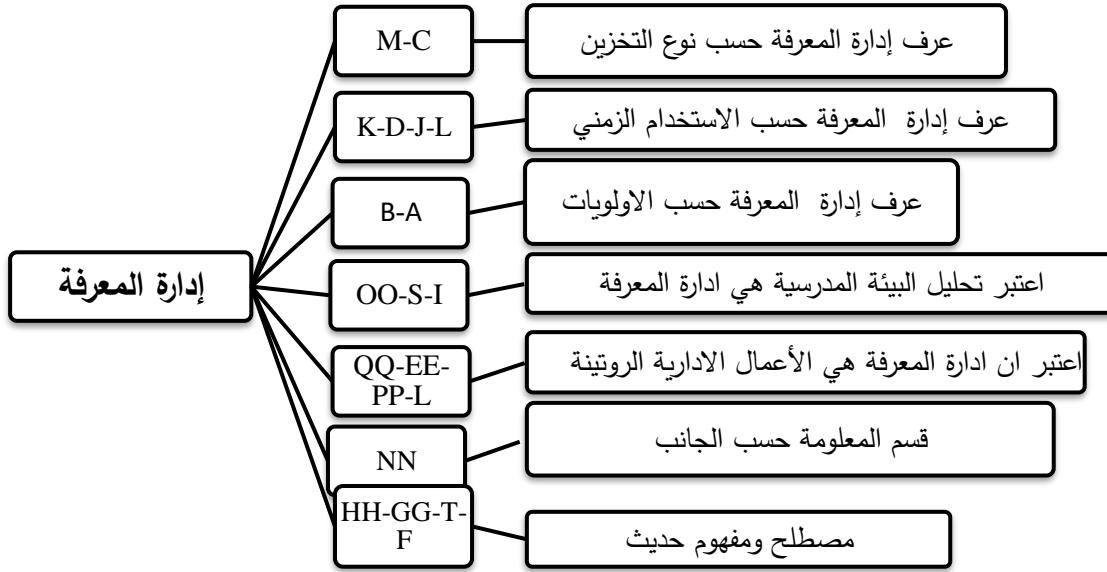 إدارة المعرفة
M-C
عرف إدارة المعرفة حسب نوع التخزين
K-D-J-L
عرف إدارة المعرفة حسب الاستخدام الزمني
B-A
عرف إدارة المعرفة حسب الاولويات
OO-S-I
اعتبر تحليل البيئة المدرسية هي ادارة المعرفة
QQ-EE-
PP-L
اعتبر ان ادارة المعرفة هي الأعمال الادارية الروتينة
NN
قسم المعلومة حسب الجانب
HH-GG-T-
F
مصطلح ومفهوم حديث